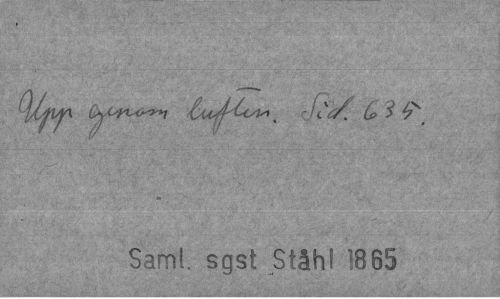 Upp genom luften. Sid. 635.
Saml. sgst Ståhl 1865